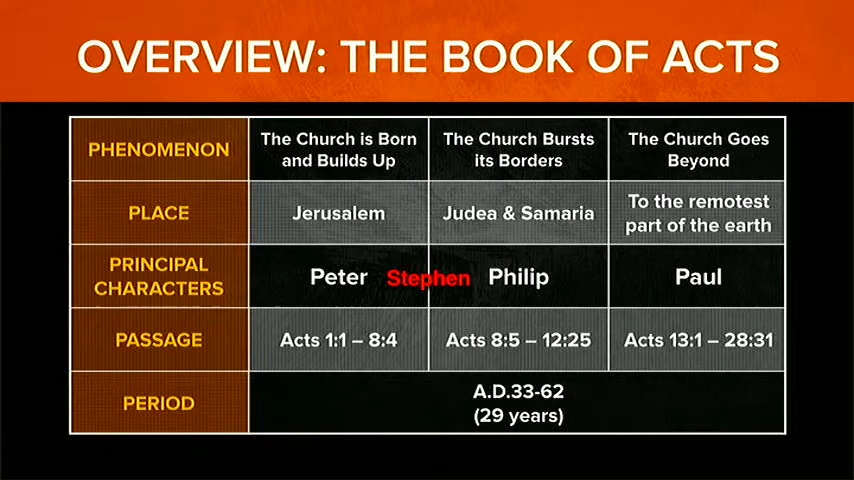 OVERVIEW: THE BOOK OF ACTS
PHENOMENON
The Church is Born
and Builds Up
The Church Bursts
its Borders
The Church Goes
Beyond
PLACE
Jerusalem
Judea & Samaria
To the remotest
part of the earth
PRINCIPAL
CHARACTERS
Peter
Stephen
Philip
Paul
PASSAGE
Acts 1:1 – 8:4
Acts 8:5 – 12:25
Acts 13:1 – 28:31
PERIOD
A.D.33-62
(29 years)